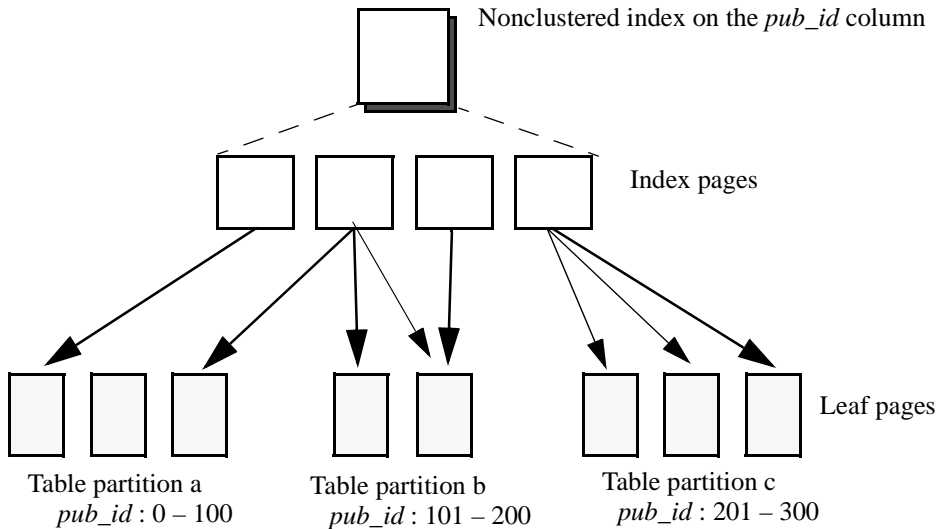 Nonclustered index on the pub_id column
Index pages
Leaf pages
Table partition a
pub_id : 0 – 100
Table partition b
pub_id : 101 – 200
Table partition c
pub_id : 201 – 300